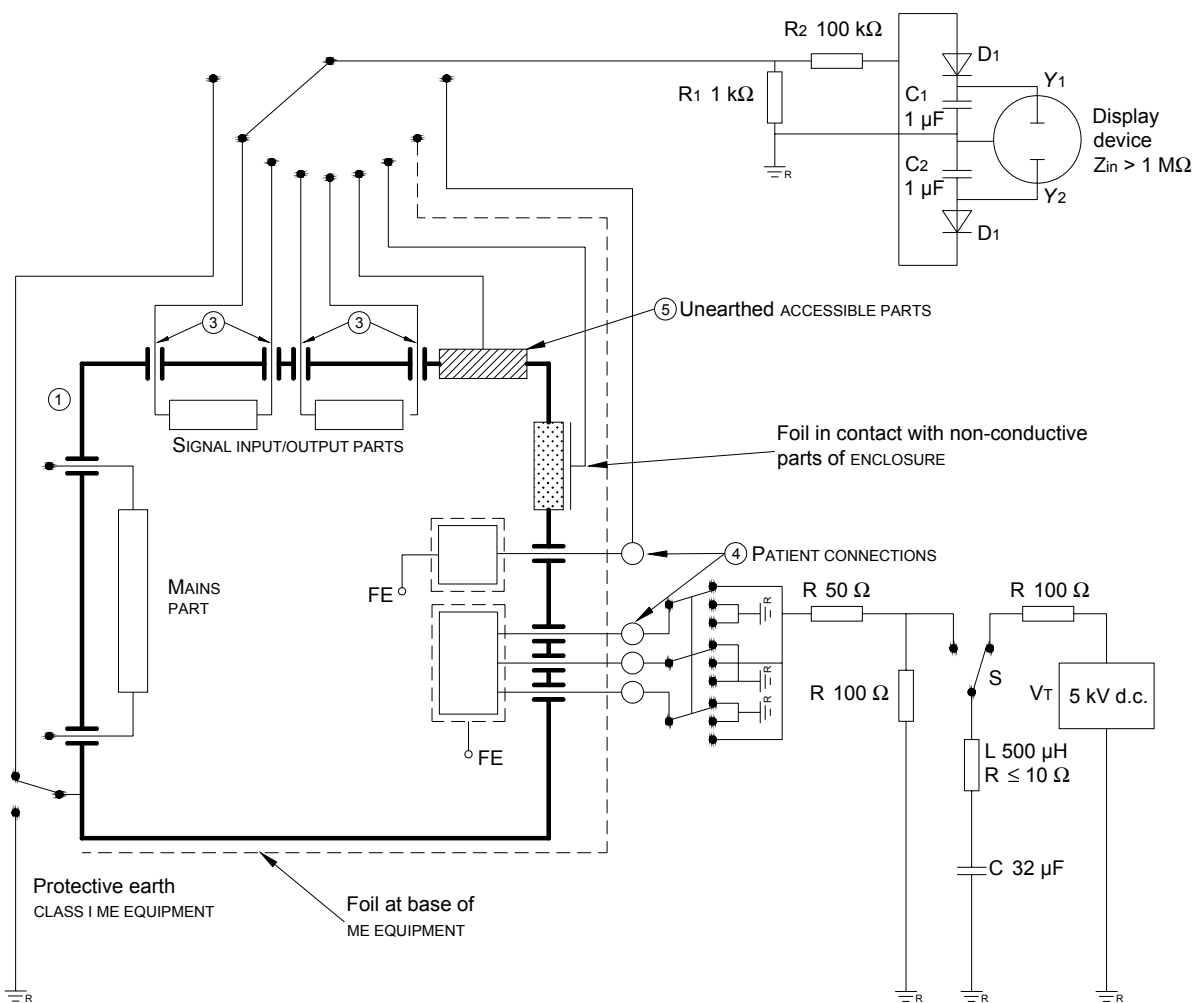 R2 100 kΩ
D1
R1 1 kΩ
C1
1 µF
Y1
Display
device
Zin > 1 MΩ
R
C2
1 µF
Y2
D1
5 Unearthed ACCESSIBLE PARTS
3
3
1
SIGNAL INPUT/OUTPUT PARTS
Foil in contact with non-conductive
parts of ENCLOSURE
4 PATIENT CONNECTIONS
MAINS
PART
FE
R
R
R
R 50 Ω
R 100 Ω
R 100 Ω
S
VT
5 kV d.c.
FE
L 500 µH
R ≤ 10 Ω
C 32 µF
Protective earth
CLASS I ME EQUIPMENT
Foil at base of
ME EQUIPMENT
R
R
R
R